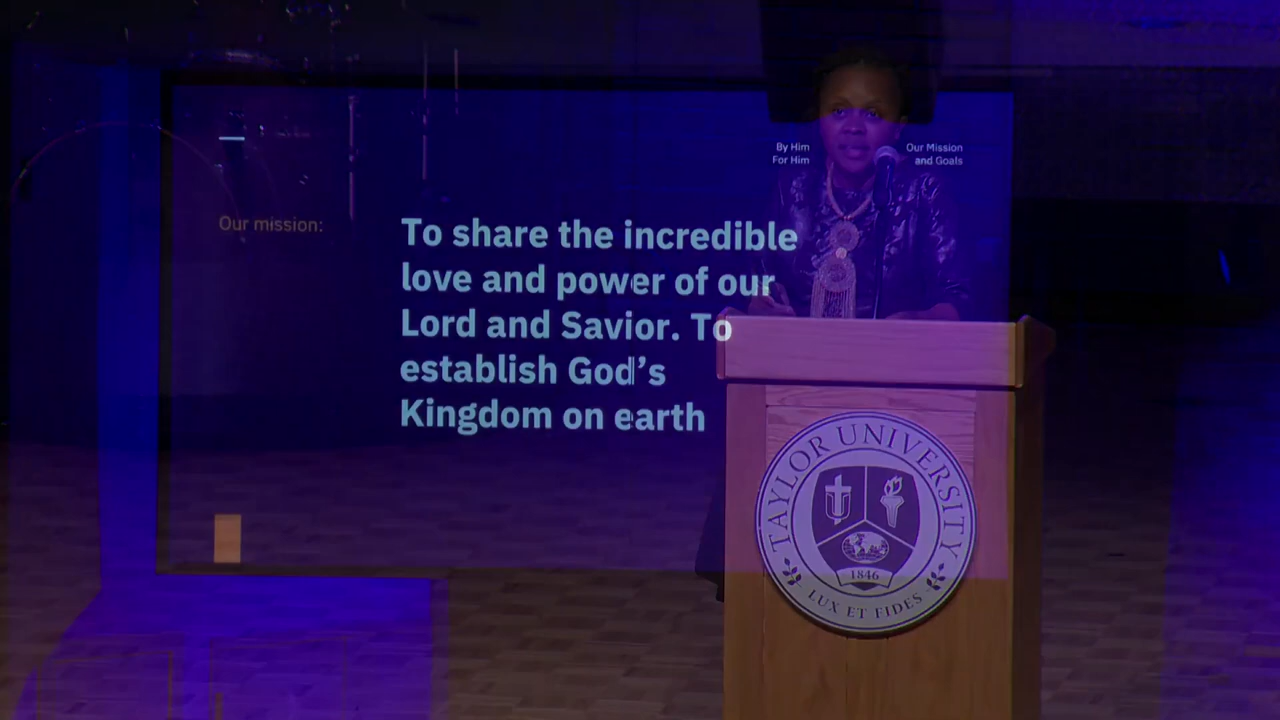 By Him
For Him
Our Mission
and Goals
Our mission:
To share the incredible
love and power of our
Lord and Savior. To
establish God’s
Kingdom on earth
TAYLOR UNIVERSITY
1846
LUX ET FIDES